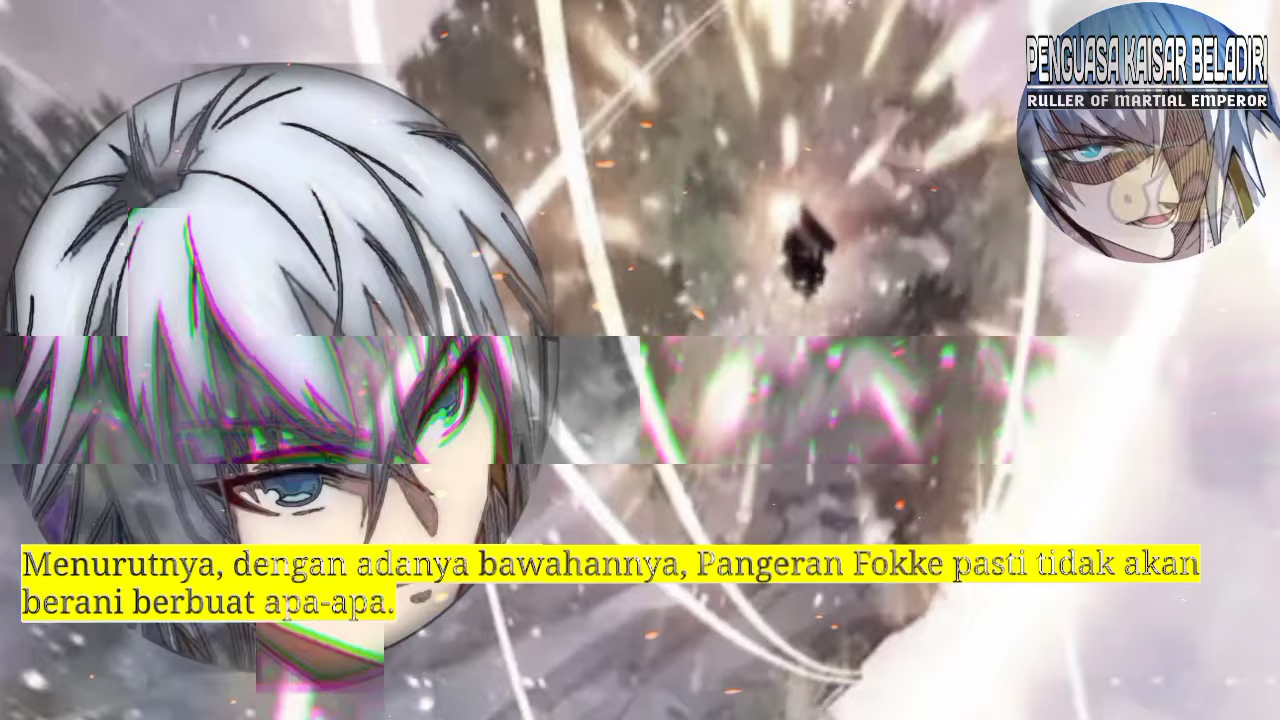 PENGUASA KAISAR BELADIRI
RULLER OF MARTIAL EMPEROR
Menurutnya, dengan adanya bawahannya, Pangeran Fokke pasti tidak akan
berani berbuat apa-apa.